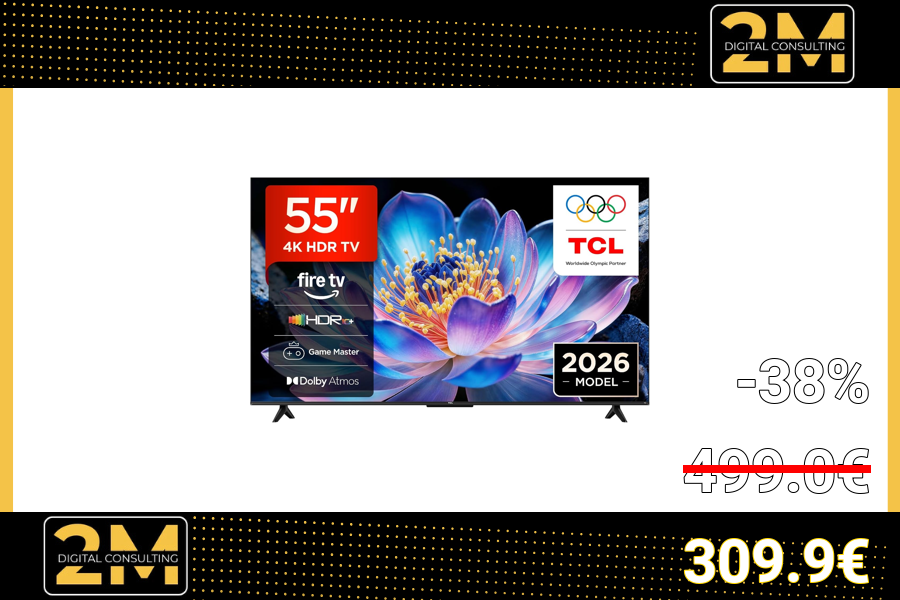 2M
DIGITAL CONSULTING
55"
4K HDR TV
fire tv
HDR10+
Game Master
Dolby Atmos
TCL
Worldwide Olympic Partner
2026
MODEL
-38%
499.0€
2M
DIGITAL CONSULTING
309.9€